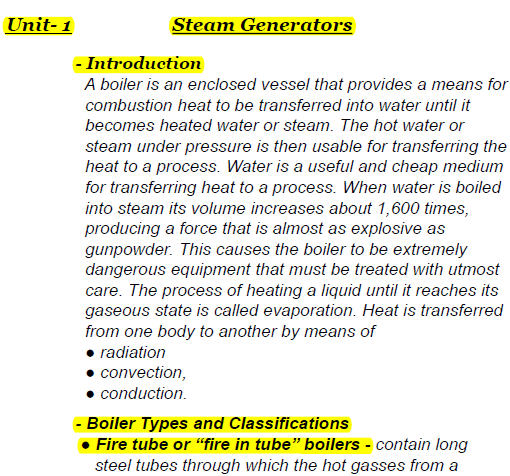 Unit- 1 Steam Generators
- Introduction
A boiler is an enclosed vessel that provides a means for
combustion heat to be transferred into water until it
becomes heated water or steam. The hot water or
steam under pressure is then usable for transferring the
heat to a process. Water is a useful and cheap medium
for transferring heat to a process. When water is boiled
into steam its volume increases about 1,600 times,
producing a force that is almost as explosive as
gunpowder. This causes the boiler to be extremely
dangerous equipment that must be treated with utmost
care. The process of heating a liquid until it reaches its
gaseous state is called evaporation. Heat is transferred
from one body to another by means of
● radiation
● convection,
● conduction.
- Boiler Types and Classifications
● Fire tube or “fire in tube” boilers - contain long
steel tubes through which the hot gasses from a